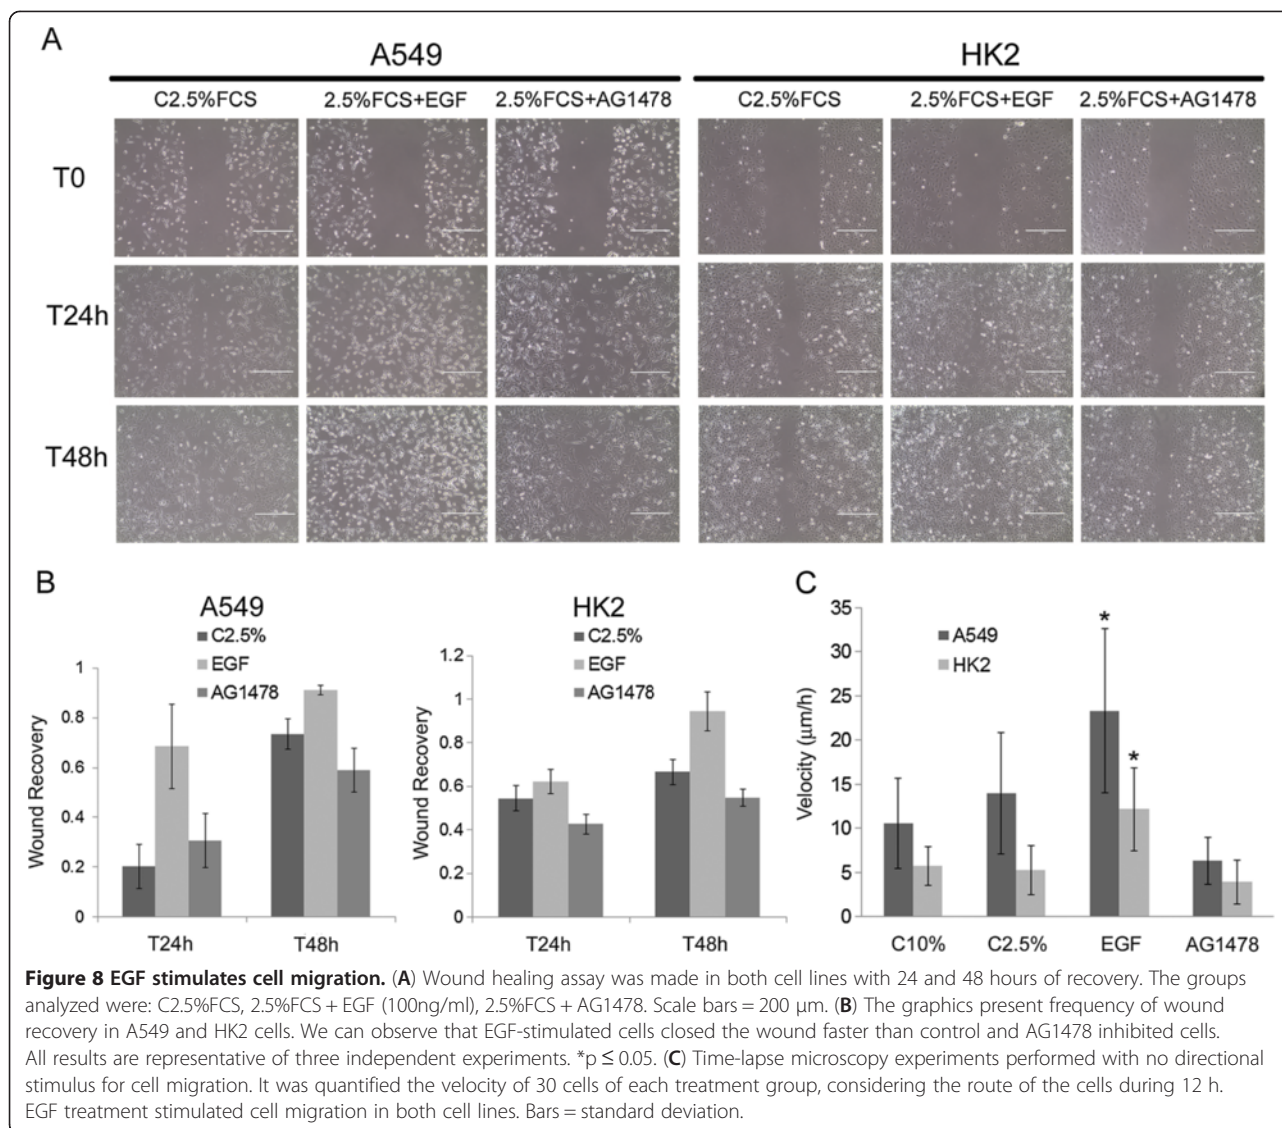 A
A549
HK2
C2.5%FCS 2.5%FCS+EGF 2.5%FCS+AG1478 C2.5%FCS 2.5%FCS+EGF 2.5%FCS+AG1478
T0
T24h
T48h
B
A549
C2.5%
EGF
AG1478
Wound Recovery
1
0.8
0.6
0.4
0.2
0
T24h T48h
HK2
C2.5%
EGF
AG1478
Wound Recovery
1.2
1
0.8
0.6
0.4
0.2
0
T24h T48h
C
A549
HK2
Velocity (µm/h)
35
30
25
20
15
10
5
0
* *
C10% C2.5% EGF AG1478
Figure 8 EGF stimulates cell migration. (A) Wound healing assay was made in both cell lines with 24 and 48 hours of recovery. The groups
analyzed were: C2.5%FCS, 2.5%FCS + EGF (100ng/ml), 2.5%FCS + AG1478. Scale bars = 200 µm. (B) The graphics present frequency of wound
recovery in A549 and HK2 cells. We can observe that EGF-stimulated cells closed the wound faster than control and AG1478 inhibited cells.
All results are representative of three independent experiments. *p ≤ 0.05. (C) Time-lapse microscopy experiments performed with no directional
stimulus for cell migration. It was quantified the velocity of 30 cells of each treatment group, considering the route of the cells during 12 h.
EGF treatment stimulated cell migration in both cell lines. Bars = standard deviation.